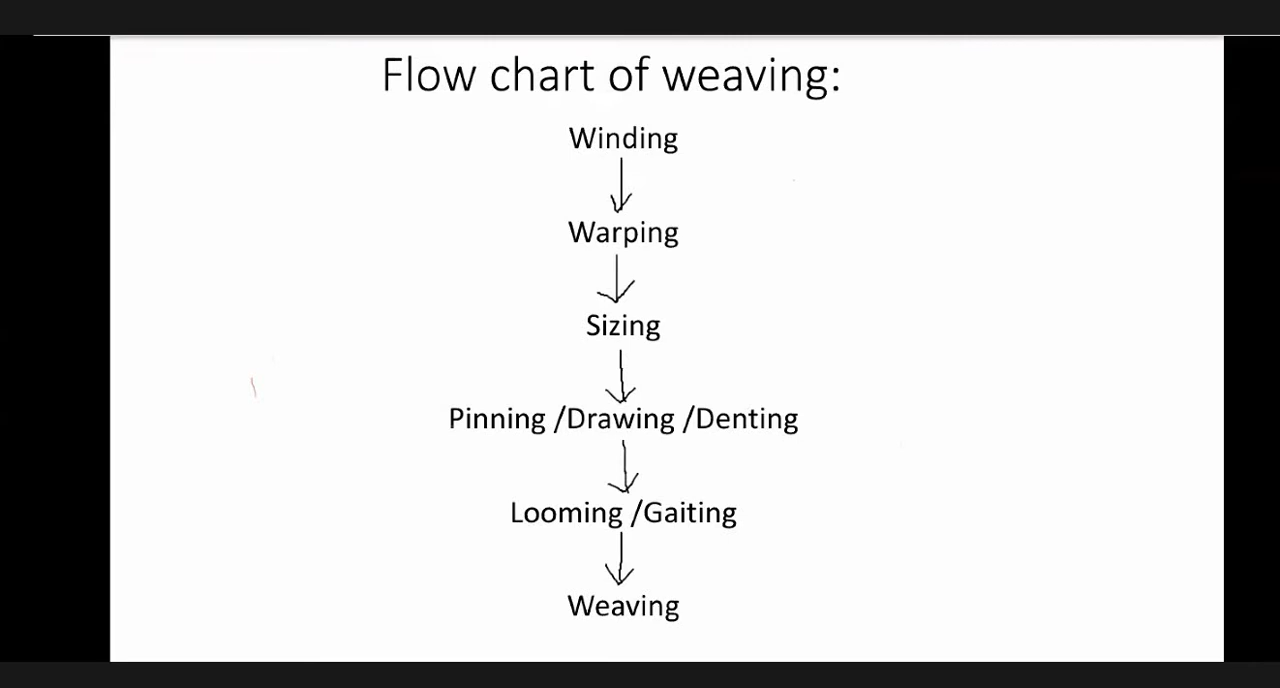 Flow chart of weaving:
Winding
Warping
Sizing
Pinning /Drawing /Denting
Looming /Gaiting
Weaving